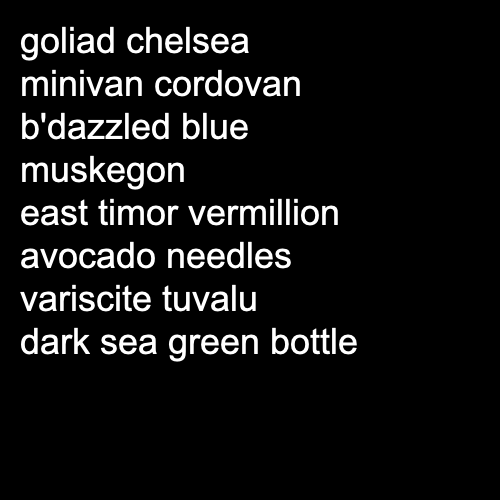 goliad chelsea
minivan cordovan
b'dazzled blue
muskegon
east timor vermillion
avocado needles
variscite tuvalu
dark sea green bottle